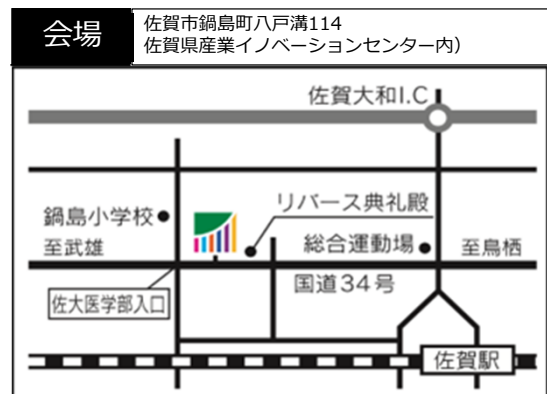 会場
佐賀市鍋島町八戸溝114
佐賀県産業イノベーションセンター内）
佐賀大和I.C
鍋島小学校
リバース典礼殿
至武雄
総合運動場
至鳥栖
佐大医学部入口
国道34号
佐賀駅